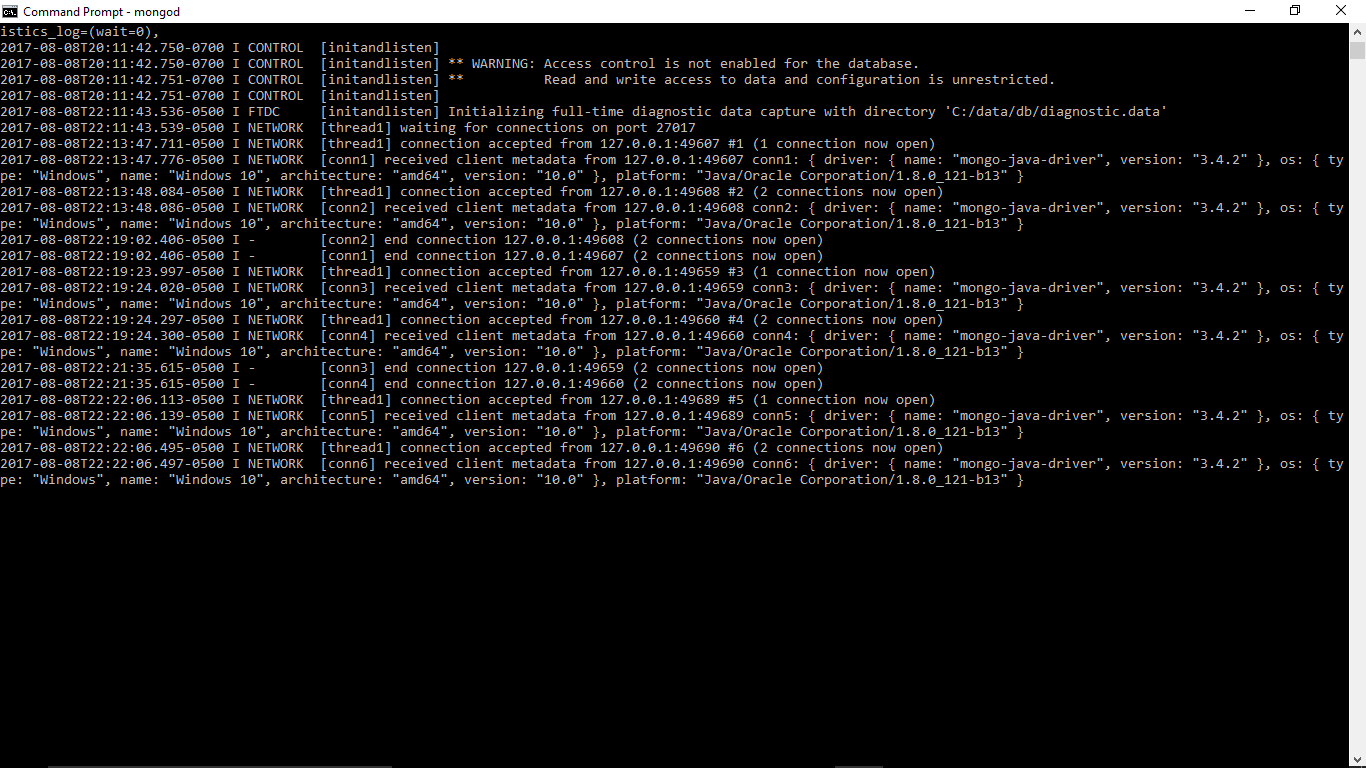 Command Prompt - mongod
istics_log=(wait=0),
2017-08-08T20:11:42.750-0700 I CONTROL  [initandlisten]
2017-08-08T20:11:42.750-0700 I CONTROL  [initandlisten] ** WARNING: Access control is not enabled for the database.
2017-08-08T20:11:42.751-0700 I CONTROL  [initandlisten] **          Read and write access to data and configuration is unrestricted.
2017-08-08T20:11:42.751-0700 I CONTROL  [initandlisten]
2017-08-08T22:11:43.536-0500 I FTDC     [initandlisten] Initializing full-time diagnostic data capture with directory 'C:/data/db/diagnostic.data'
2017-08-08T22:11:43.539-0500 I NETWORK  [thread1] waiting for connections on port 27017
2017-08-08T22:13:47.711-0500 I NETWORK  [thread1] connection accepted from 127.0.0.1:49607 #1 (1 connection now open)
2017-08-08T22:13:47.776-0500 I NETWORK  [conn1] received client metadata from 127.0.0.1:49607 conn1: { driver: { name: "mongo-java-driver", version: "3.4.2" }, os: { ty
pe: "Windows", name: "Windows 10", architecture: "amd64", version: "10.0" }, platform: "Java/Oracle Corporation/1.8.0_121-b13" }
2017-08-08T22:13:48.084-0500 I NETWORK  [thread1] connection accepted from 127.0.0.1:49608 #2 (2 connections now open)
2017-08-08T22:13:48.086-0500 I NETWORK  [conn2] received client metadata from 127.0.0.1:49608 conn2: { driver: { name: "mongo-java-driver", version: "3.4.2" }, os: { ty
pe: "Windows", name: "Windows 10", architecture: "amd64", version: "10.0" }, platform: "Java/Oracle Corporation/1.8.0_121-b13" }
2017-08-08T22:19:02.406-0500 I -        [conn2] end connection 127.0.0.1:49608 (2 connections now open)
2017-08-08T22:19:02.406-0500 I -        [conn1] end connection 127.0.0.1:49607 (2 connections now open)
2017-08-08T22:19:23.997-0500 I NETWORK  [thread1] connection accepted from 127.0.0.1:49659 #3 (1 connection now open)
2017-08-08T22:19:24.020-0500 I NETWORK  [conn3] received client metadata from 127.0.0.1:49659 conn3: { driver: { name: "mongo-java-driver", version: "3.4.2" }, os: { ty
pe: "Windows", name: "Windows 10", architecture: "amd64", version: "10.0" }, platform: "Java/Oracle Corporation/1.8.0_121-b13" }
2017-08-08T22:19:24.297-0500 I NETWORK  [thread1] connection accepted from 127.0.0.1:49660 #4 (2 connections now open)
2017-08-08T22:19:24.300-0500 I NETWORK  [conn4] received client metadata from 127.0.0.1:49660 conn4: { driver: { name: "mongo-java-driver", version: "3.4.2" }, os: { ty
pe: "Windows", name: "Windows 10", architecture: "amd64", version: "10.0" }, platform: "Java/Oracle Corporation/1.8.0_121-b13" }
2017-08-08T22:21:35.615-0500 I -        [conn3] end connection 127.0.0.1:49659 (2 connections now open)
2017-08-08T22:21:35.615-0500 I -        [conn4] end connection 127.0.0.1:49660 (2 connections now open)
2017-08-08T22:22:06.113-0500 I NETWORK  [thread1] connection accepted from 127.0.0.1:49689 #5 (1 connection now open)
2017-08-08T22:22:06.139-0500 I NETWORK  [conn5] received client metadata from 127.0.0.1:49689 conn5: { driver: { name: "mongo-java-driver", version: "3.4.2" }, os: { ty
pe: "Windows", name: "Windows 10", architecture: "amd64", version: "10.0" }, platform: "Java/Oracle Corporation/1.8.0_121-b13" }
2017-08-08T22:22:06.495-0500 I NETWORK  [thread1] connection accepted from 127.0.0.1:49690 #6 (2 connections now open)
2017-08-08T22:22:06.497-0500 I NETWORK  [conn6] received client metadata from 127.0.0.1:49690 conn6: { driver: { name: "mongo-java-driver", version: "3.4.2" }, os: { ty
pe: "Windows", name: "Windows 10", architecture: "amd64", version: "10.0" }, platform: "Java/Oracle Corporation/1.8.0_121-b13" }